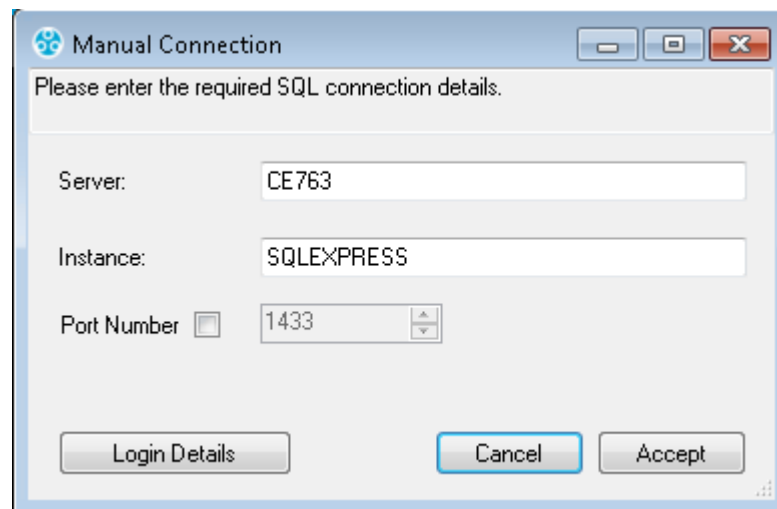 Manual Connection
Please enter the required SQL connection details.
Server: CE763
Instance: SQLEXPRESS
Port Number 1433
Login Details Cancel Accept